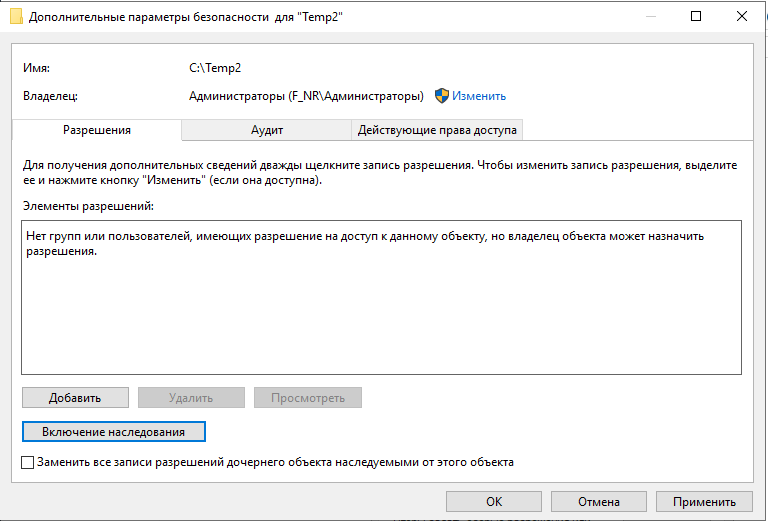 Дополнительные параметры безопасности для "Temp2"
Имя: C:\Temp2
Владелец: Администраторы (F_NR\Администраторы) Изменить
Разрешения Аудит Действующие права доступа
Для получения дополнительных сведений дважды щелкните запись разрешения. Чтобы изменить запись разрешения, выделите
ее и нажмите кнопку "Изменить" (если она доступна).
Элементы разрешений:
Нет групп или пользователей, имеющих разрешение на доступ к данному объекту, но владелец объекта может назначить
разрешения.
Добавить Удалить Просмотреть
Включение наследования
Заменить все записи разрешений дочернего объекта наследуемыми от этого объекта
ОК Отмена Применить